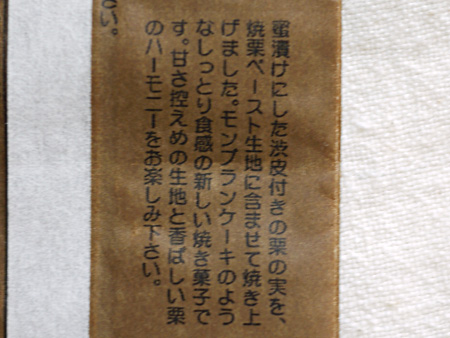 蜜漬けにした渋皮付きの栗の実を、
焼栗ペースト生地に含ませて焼き上
げました。モンブランケーキのよう
なしっとり食感の新しい焼き菓子で
す。甘さ控えめの生地と香ばしい栗
のハーモニーをお楽しみ下さい。
さい。